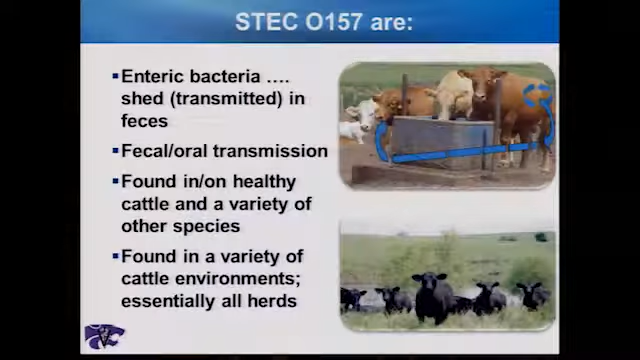 STEC O157 are:
▪Enteric bacteria ....
shed (transmitted) in
feces
▪Fecal/oral transmission
▪Found in/on healthy
cattle and a variety of
other species
▪Found in a variety of
cattle environments;
essentially all herds